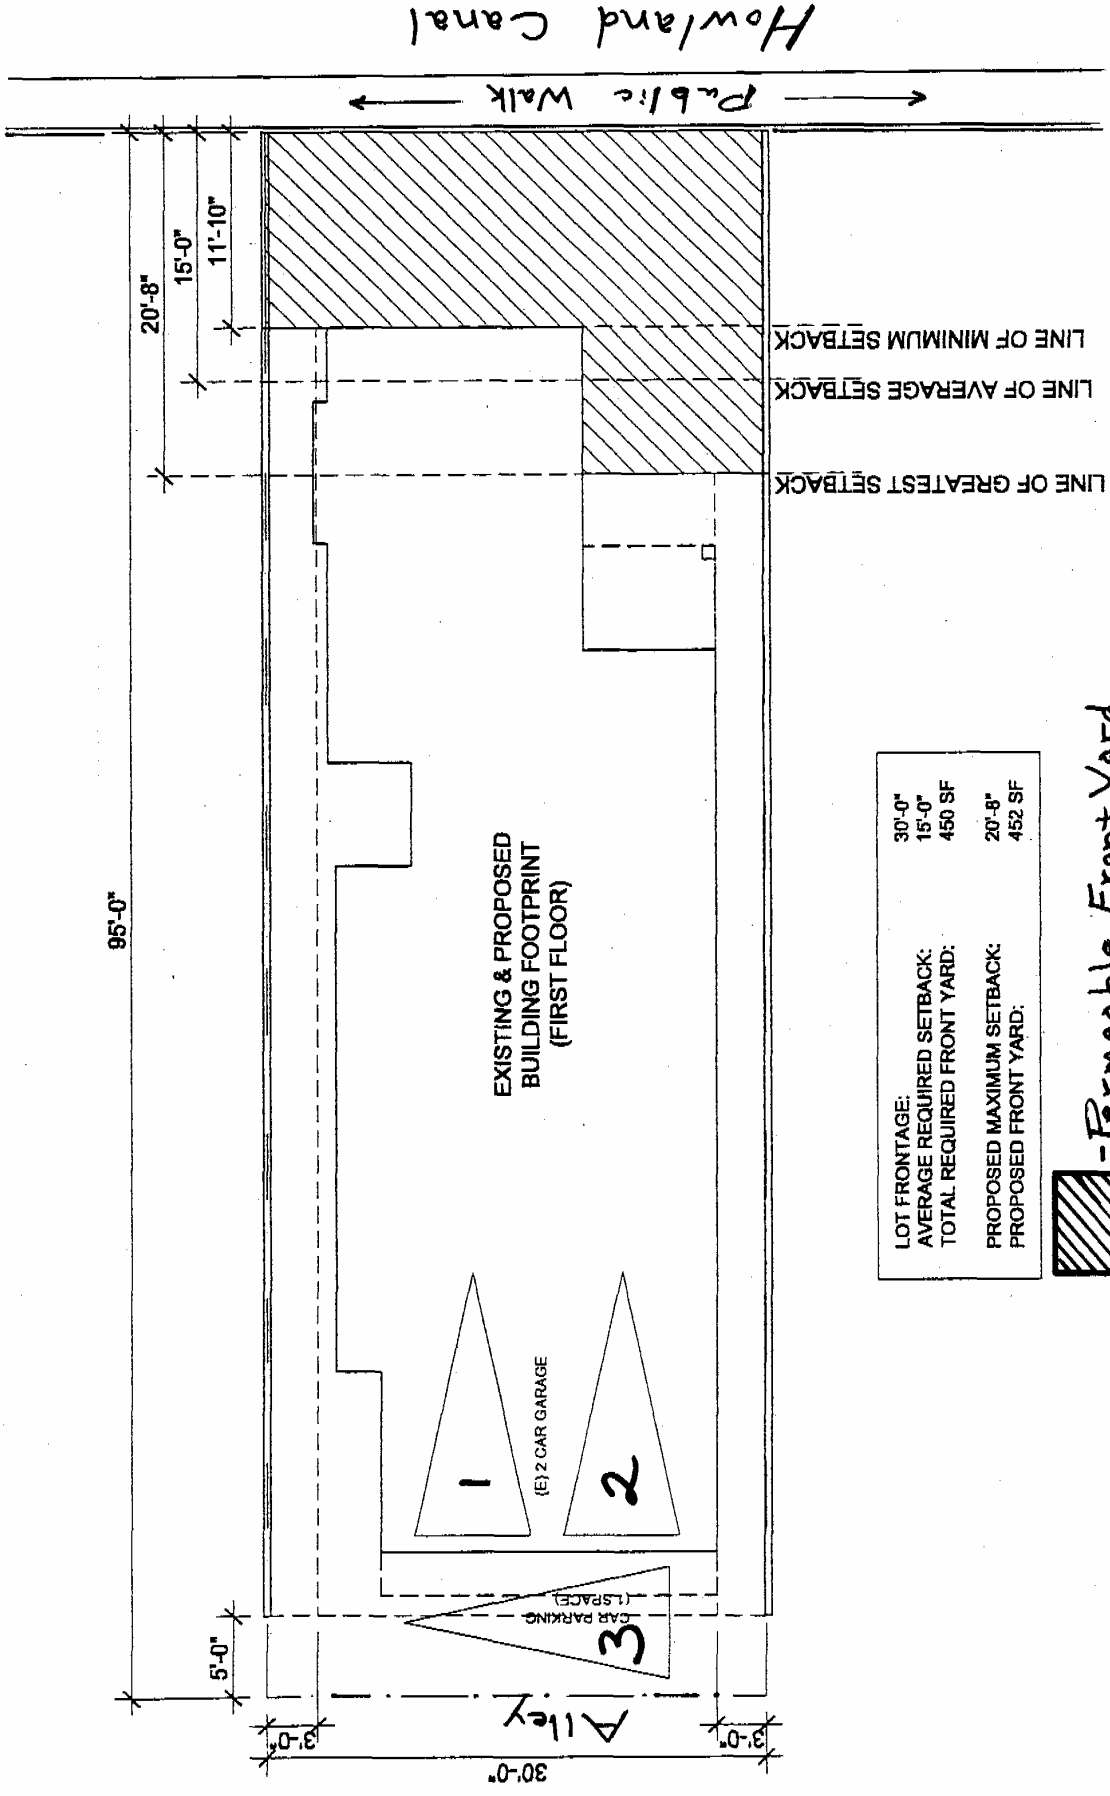 Howland Canal
Public Walk
95'-0"
20'-8"
15'-0"
11'-10"
LINE OF MINIMUM SETBACK
LINE OF AVERAGE SETBACK
LINE OF GREATEST SETBACK
EXISTING & PROPOSED
BUILDING FOOTPRINT
(FIRST FLOOR)
1
(E) 2 CAR GARAGE
2
CAR PARKING
(1 SPACE)
3
5'-0"
Alley
3'-0"
3'-0"
30'-0"
LOT FRONTAGE: 30'-0"
AVERAGE REQUIRED SETBACK: 15'-0"
TOTAL REQUIRED FRONT YARD: 450 SF
PROPOSED MAXIMUM SETBACK: 20'-8"
PROPOSED FRONT YARD: 452 SF
-Permeable Front Yard